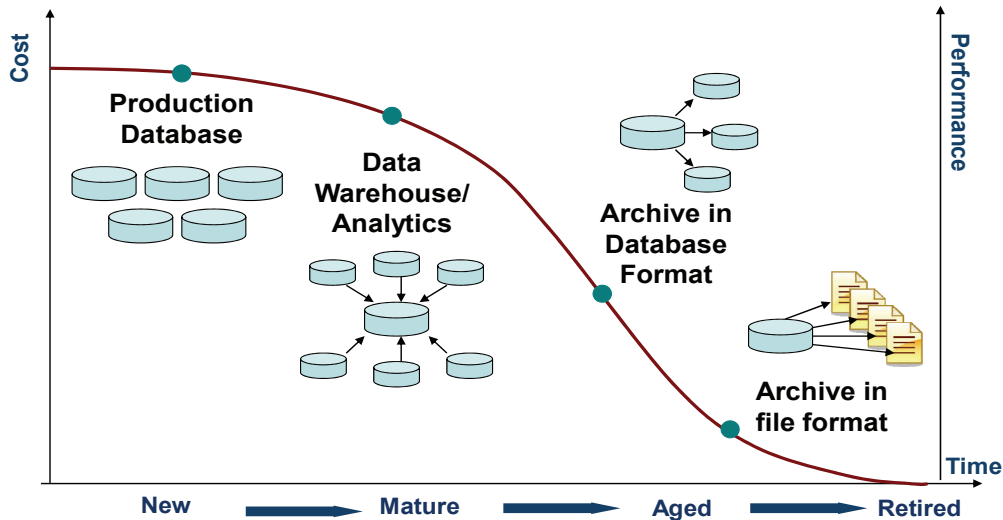 Cost
Performance
Production
Database
Data
Warehouse/
Analytics
Archive in
Database
Format
Archive in
file format
Time
New
Mature
Aged
Retired